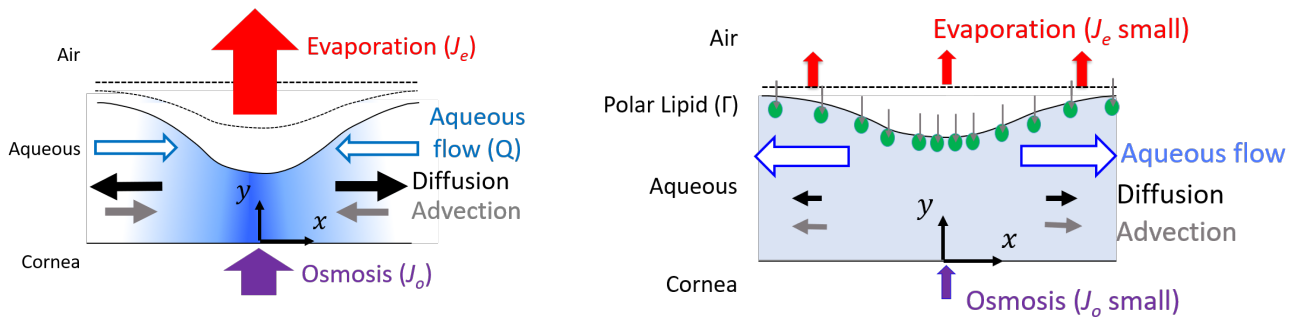 Air
Evaporation (Je)
Aqueous
Aqueous
flow (Q)
Diffusion
Advection
y
x
Cornea
Osmosis (Jo)
Air
Evaporation (Je small)
Polar Lipid (Γ)
Aqueous flow
Aqueous
Diffusion
Advection
y
x
Cornea
Osmosis (Jo small)